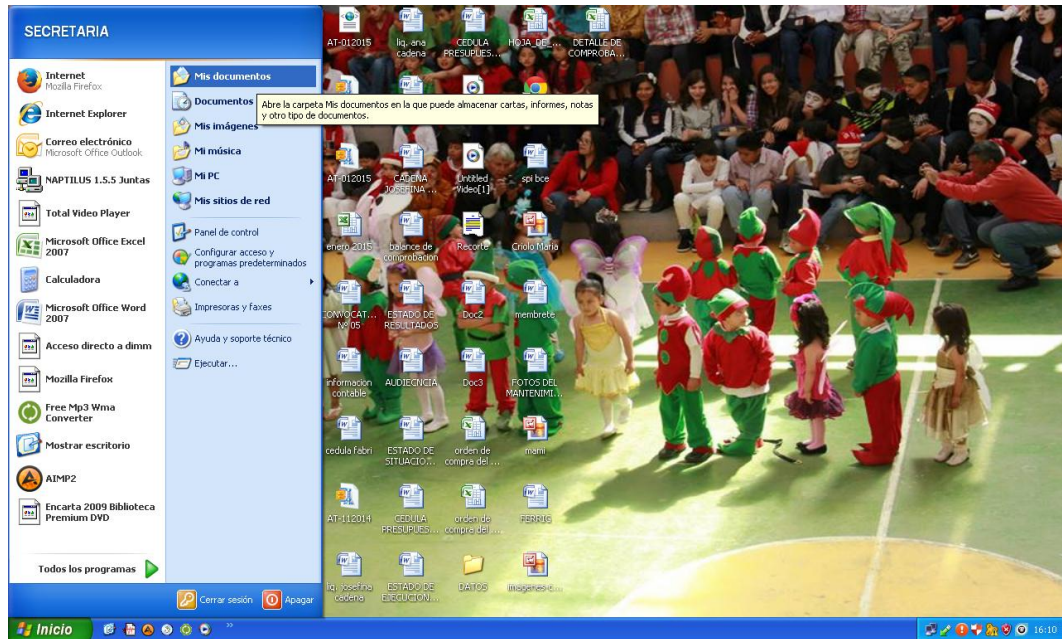 SECRETARIA
Internet
Mozilla Firefox
Internet Explorer
Correo electrónico
Microsoft Office Outlook
NAPTILUS 1.5.5 Juntas
Total Video Player
Microsoft Office Excel
2007
Calculadora
Microsoft Office Word
2007
Acceso directo a dimm
Mozilla Firefox
Free Mp3 Wma
Converter
Mostrar escritorio
AIMP2
Encarta 2009 Biblioteca
Premium DVD
Todos los programas
Mis documentos
Documentos
Abre la carpeta Mis documentos en la que puede almacenar cartas, informes, notas
y otro tipo de documentos.
Mis imágenes
Mi música
Mi PC
Mis sitios de red
Panel de control
Configurar acceso y
programas predeterminados
Conectar a
Impresoras y faxes
Ayuda y soporte técnico
Ejecutar...
Cerrar sesión
Apagar
AT-012015
liq. ana
cadena
CEDULA
PRESUPUES...
HOJA_DE_...
DETALLE DE
COMPROBA...
AT-012015
CADENA
JOSEFINA ...
Untitled
Video[1]
spi bce
enero 2015
balance de
comprobacion
Recorte
Criollo Maria
CONVOCAT...
Nº 05
ESTADO DE
RESULTADOS
Doc2
membrete
informacion
contable
AUDIECNCIA
Doc3
FOTOS DEL
MANTENIMI...
cedula fabri
ESTADO DE
SITUACIO...
orden de
compra del ...
mami
AT-112014
CEDULA
PRESUPUES...
orden de
compra del ...
FERRIG
liq. josefina
cadena
ESTADO DE
EJECUCION...
DATOS
imagenes-c...
Inicio
16:10